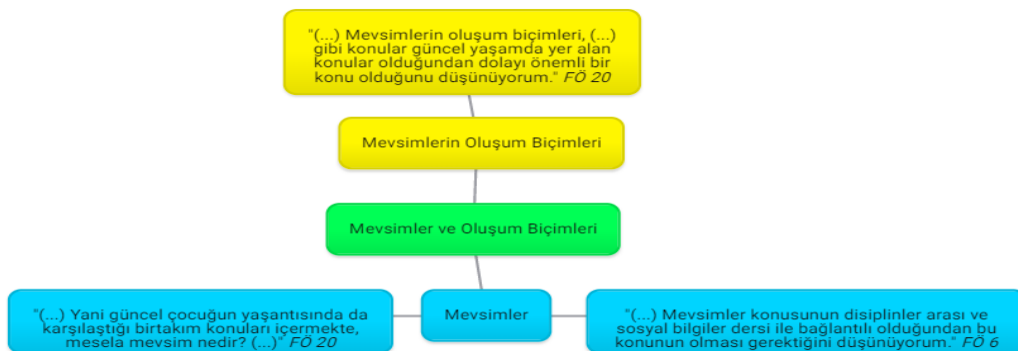 "(...) Mevsimlerin oluşum biçimleri, (...)
gibi konular güncel yaşamda yer alan
konular olduğundan dolayı önemli bir
konu olduğunu düşünüyorum." FÖ 20
Mevsimlerin Oluşum Biçimleri
Mevsimler ve Oluşum Biçimleri
"(...) Yani güncel çocuğun yaşantısında da
karşılaştığı birtakım konuları içermekte,
mesela mevsim nedir? (...)" FÖ 20
Mevsimler
"(...) Mevsimler konusunun disiplinler arası ve
sosyal bilgiler dersi ile bağlantılı olduğundan bu
konunun olması gerektiğini düşünüyorum." FÖ 6